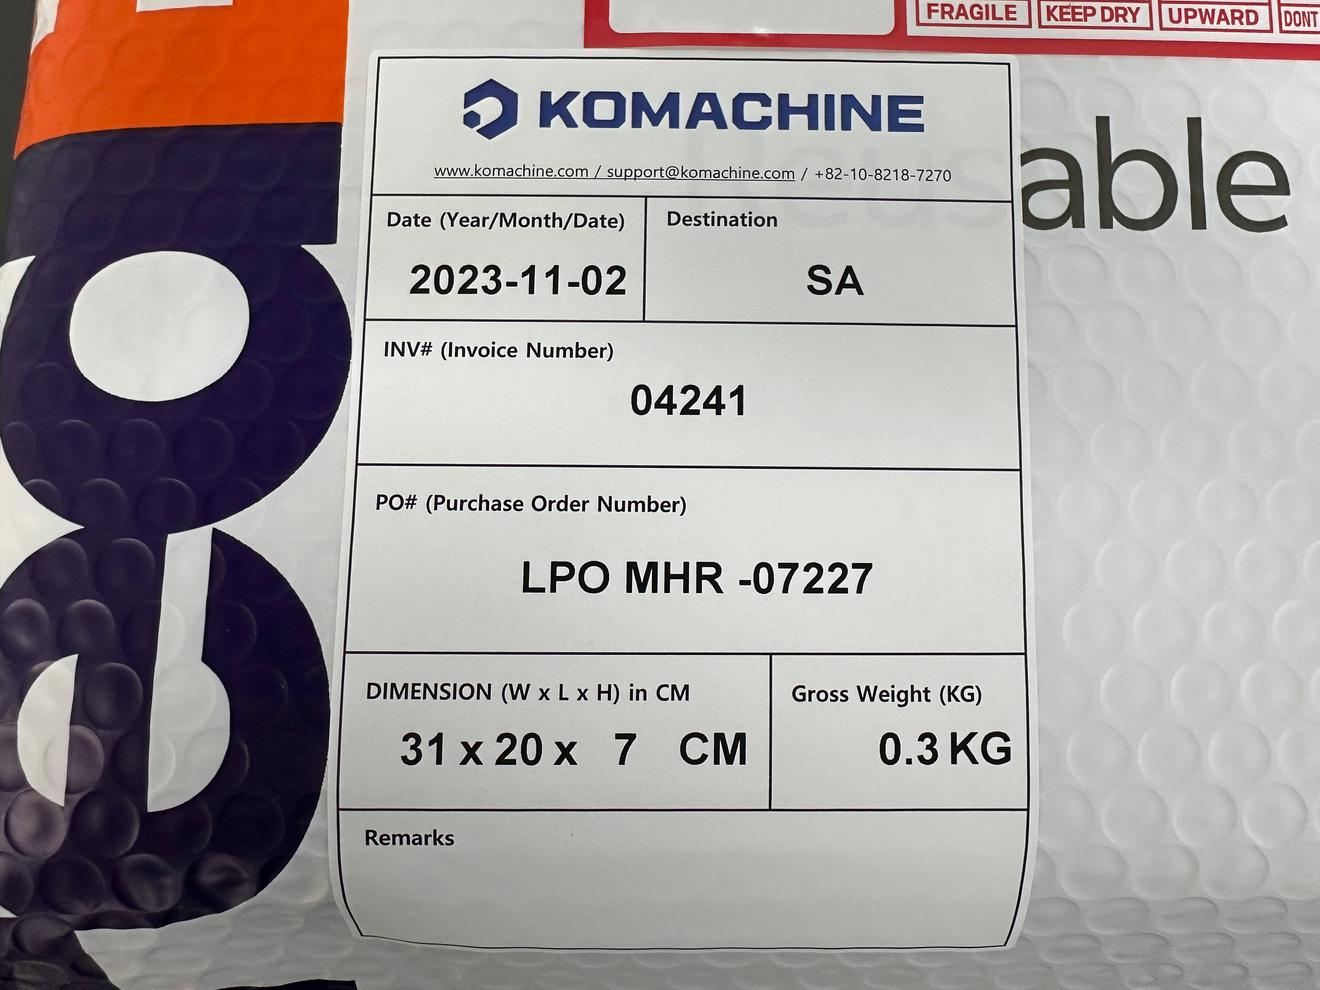 FRAGILE KEEP DRY UPWARD DONT
KOMACHINE
www.komachine.com / support@komachine.com / +82-10-8218-7270
able
Date (Year/Month/Date)
2023-11-02
Destination
SA
INV# (Invoice Number)
04241
PO# (Purchase Order Number)
LPO MHR -07227
DIMENSION (W x L x H) in CM
31 x 20 x 7 CM
Gross Weight (KG)
0.3 KG
Remarks